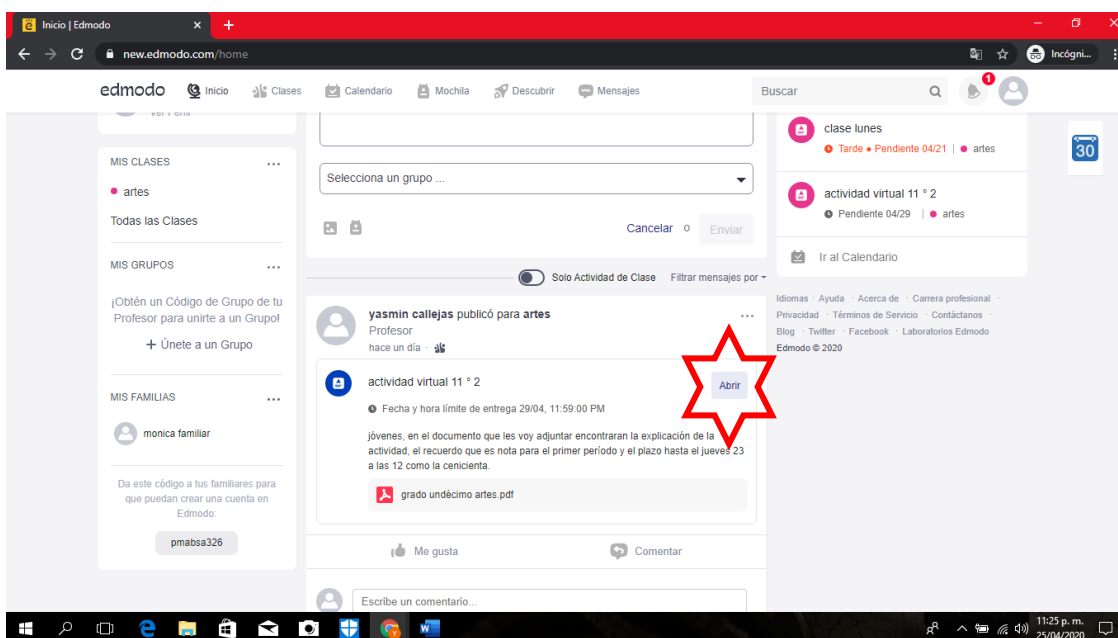 Inicio | Edmodo
new.edmodo.com/home
Incógni...
edmodo Inicio Clases Calendario Mochila Descubrir Mensajes Buscar 1
MIS CLASES
artes
Todas las Clases
MIS GRUPOS
¡Obtén un Código de Grupo de tu
Profesor para unirte a un Grupo!
+ Únete a un Grupo
MIS FAMILIAS
monica familiar
Da este código a tus familiares para
que puedan crear una cuenta en
Edmodo:
pmabsa326
Selecciona un grupo ...
Cancelar o Enviar
Solo Actividad de Clase Filtrar mensajes por
yasmin callejas publicó para artes
Profesor
hace un día ·
actividad virtual 11 ° 2
Abrir
Fecha y hora límite de entrega 29/04, 11:59:00 PM
jóvenes, en el documento que les voy adjuntar encontraran la explicación de la
actividad, el recuerdo que es nota para el primer período y el plazo hasta el jueves 23
a las 12 como la cenicienta.
grado undécimo artes.pdf
Me gusta Comentar
Escribe un comentario...
clase lunes
Tarde • Pendiente 04/21 | artes
actividad virtual 11 ° 2
Pendiente 04/29 | artes
Ir al Calendario
Idiomas · Ayuda · Acerca de · Carrera profesional ·
Privacidad · Términos de Servicio · Contáctanos ·
Blog · Twitter · Facebook · Laboratorios Edmodo
Edmodo © 2020
30
11:25 p. m.
25/04/2020